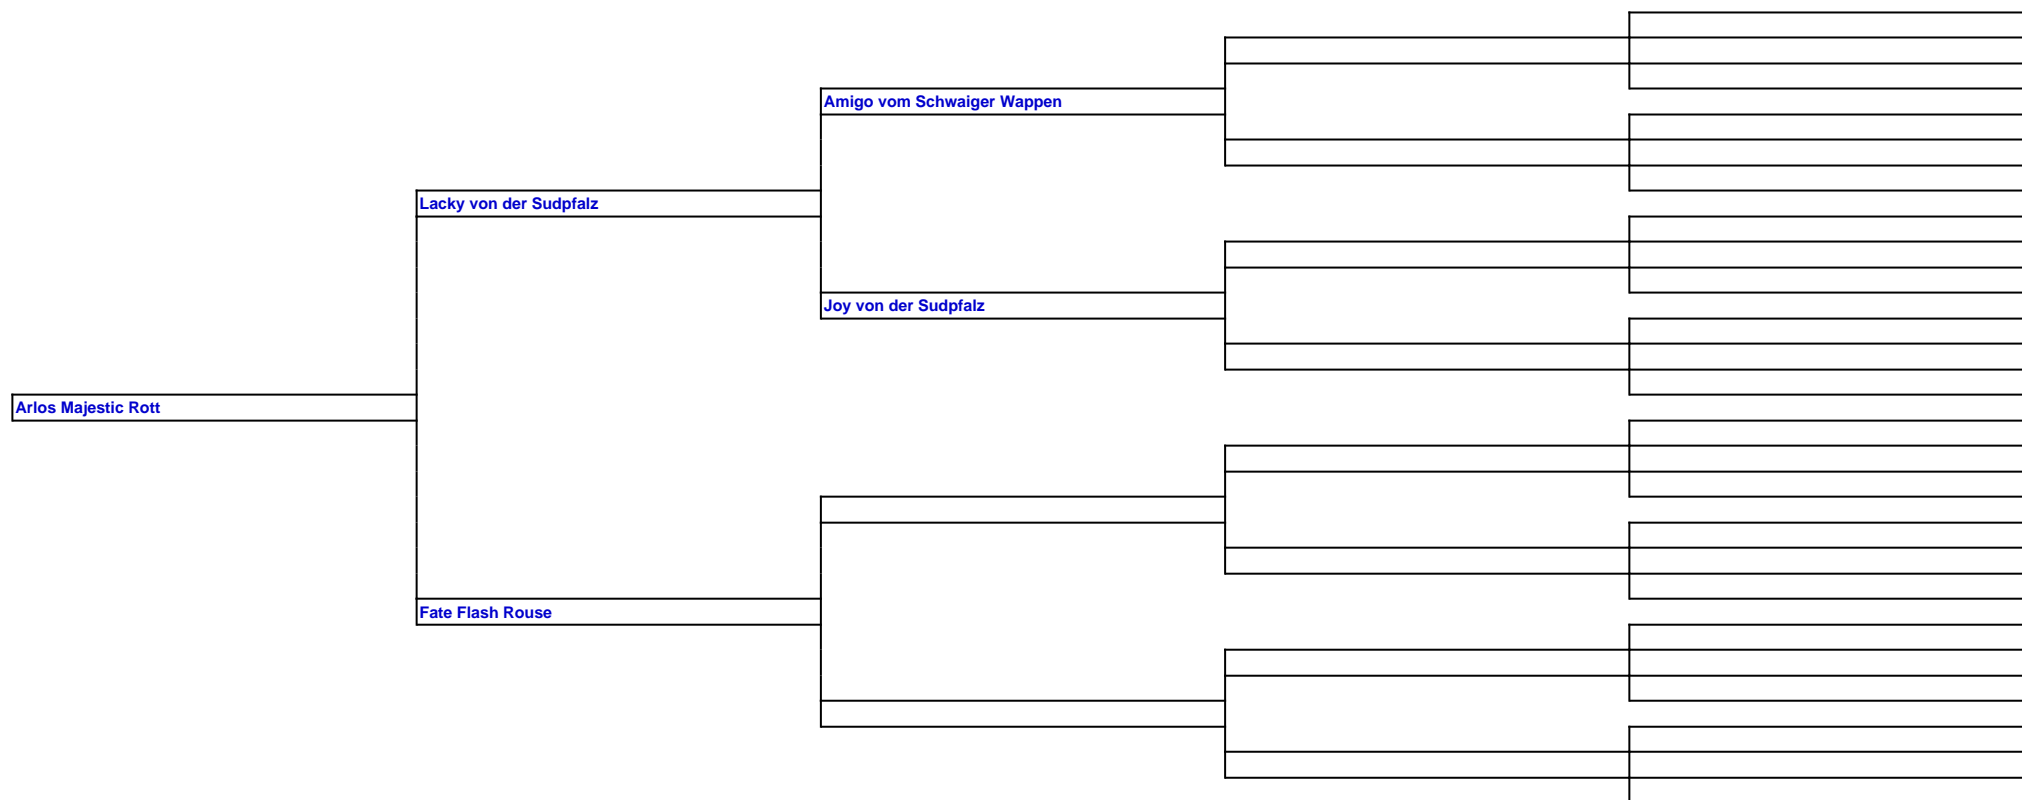 Amigo vom Schwaiger Wappen
Lacky von der Sudpfalz
Joy von der Sudpfalz
Arlos Majestic Rott
Fate Flash Rouse